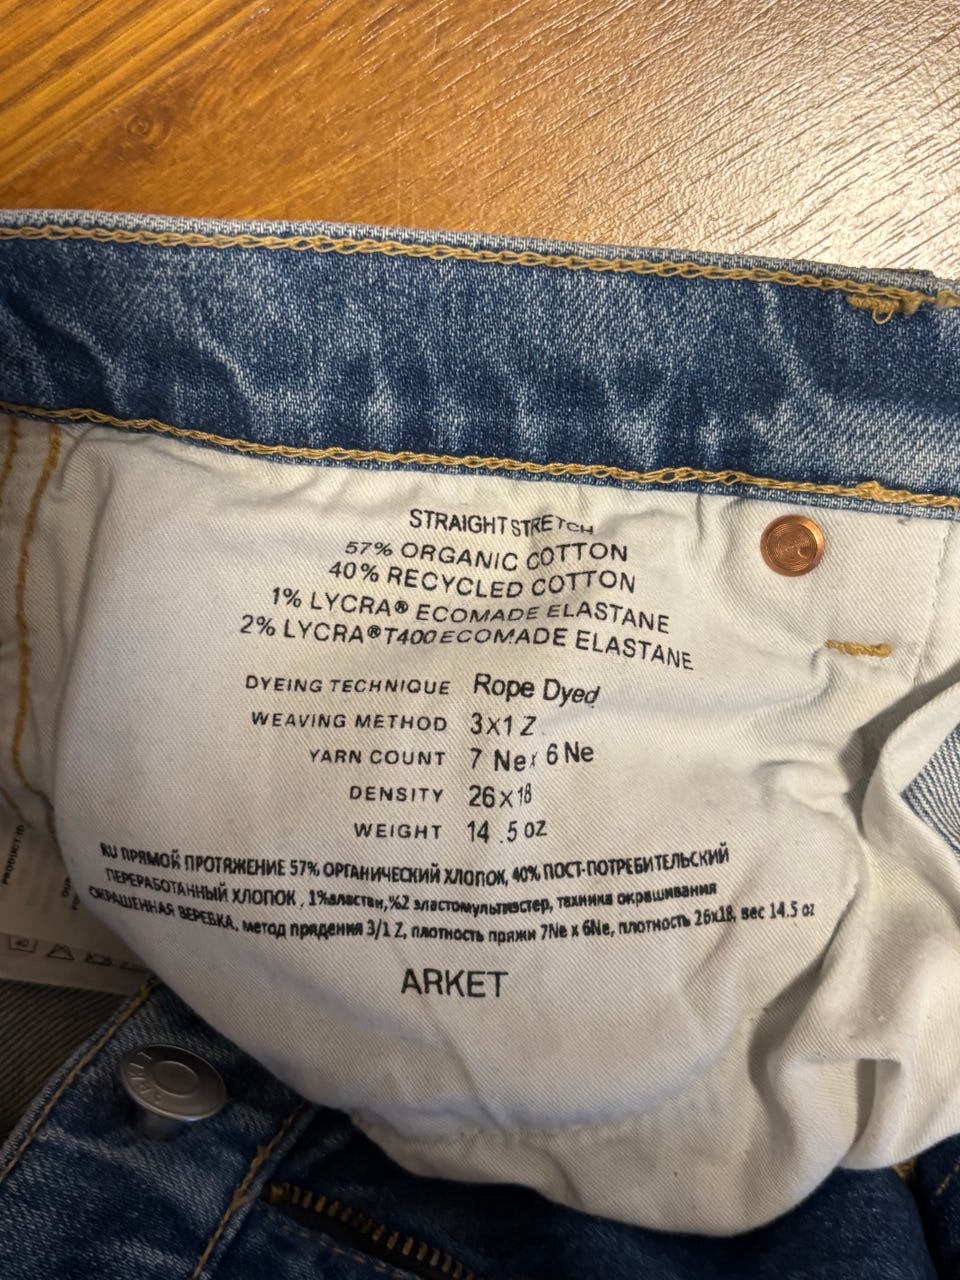 STRAIGHT STRETCH
57% ORGANIC COTTON
40% RECYCLED COTTON
1% LYCRA® ECOMADE ELASTANE
2% LYCRA® T400 ECOMADE ELASTANE
DYEING TECHNIQUE Rope Dyed
WEAVING METHOD 3x1 Z
YARN COUNT 7 Ne x 6 Ne
DENSITY 26x18
WEIGHT 14.5 oz
RU ПРЯМОЙ ПРОТЯЖЕНИЕ 57% ОРГАНИЧЕСКИЙ ХЛОПОК, 40% ПОСТ-ПОТРЕБИТЕЛЬСКИЙ
ПЕРЕРАБОТАННЫЙ ХЛОПОК , 1%эластан,%2 эластомультиэстер, техника окрашивания
ОКРАШЕННАЯ ВЕРЕВКА, метод прядения 3/1 Z, плотность пряжи 7Ne x 6Ne, плотность 26x18, вес 14.5 oz
ARKET
PRODUCT ID
40